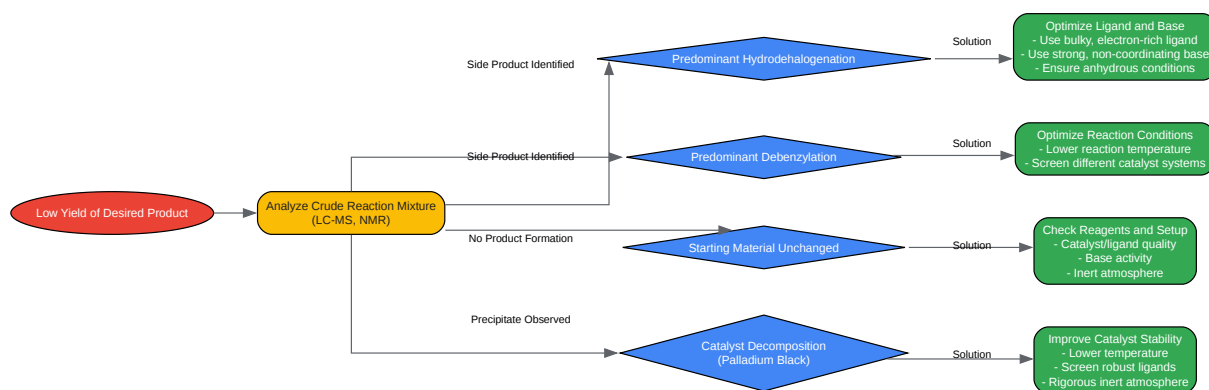 Low Yield of Desired Product
Analyze Crude Reaction Mixture
(LC-MS, NMR)
Side Product Identified
Predominant Hydrodehalogenation
Solution
Optimize Ligand and Base
- Use bulky, electron-rich ligand
- Use strong, non-coordinating base
- Ensure anhydrous conditions
Side Product Identified
Predominant Debenzylation
Solution
Optimize Reaction Conditions
- Lower reaction temperature
- Screen different catalyst systems
No Product Formation
Starting Material Unchanged
Solution
Check Reagents and Setup
- Catalyst/ligand quality
- Base activity
- Inert atmosphere
Precipitate Observed
Catalyst Decomposition
(Palladium Black)
Solution
Improve Catalyst Stability
- Lower temperature
- Screen robust ligands
- Rigorous inert atmosphere